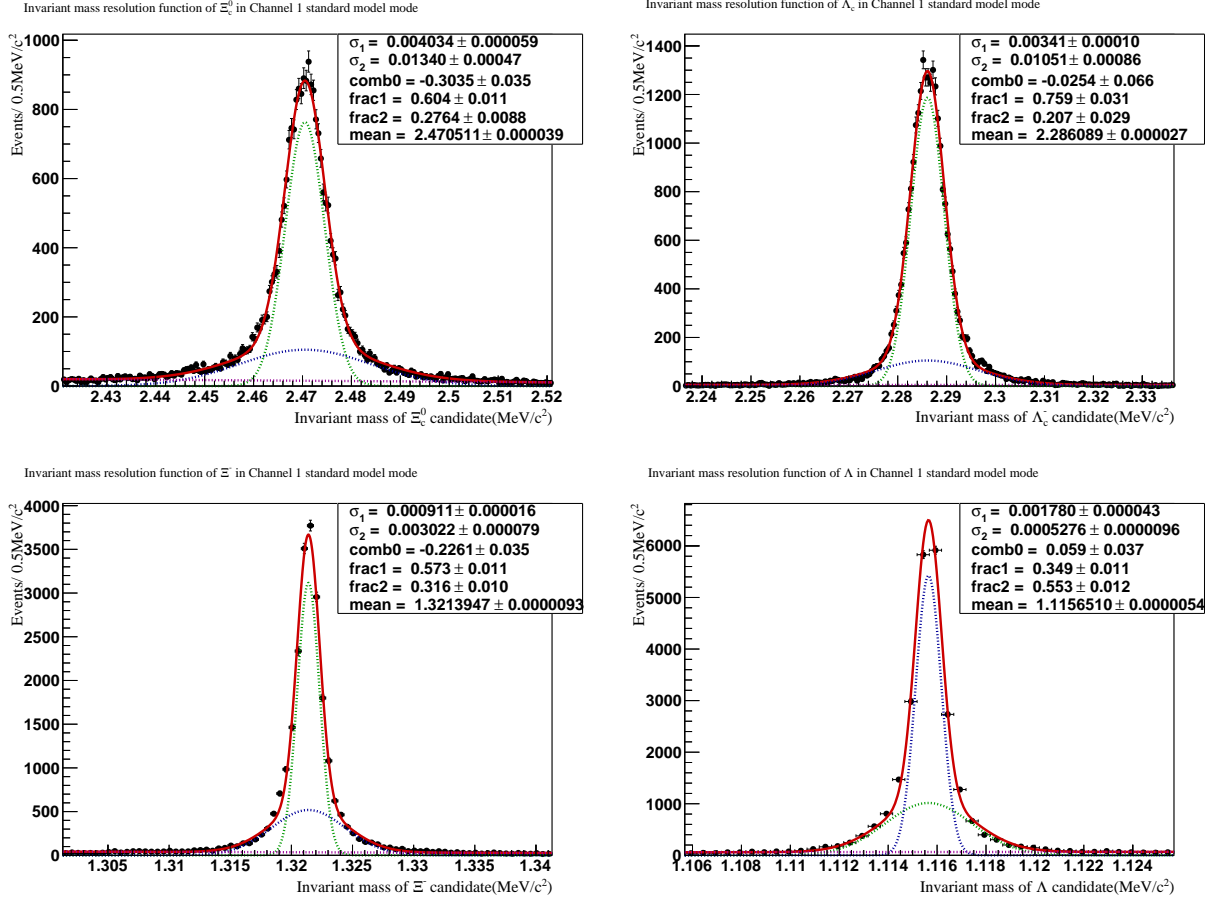 Invariant mass resolution function of Ξc0 in Channel 1 standard model mode
Events/ 0.5MeV/c2
1000
800
600
400
200
0
σ1 = 0.004034 ± 0.000059
σ2 = 0.01340 ± 0.00047
comb0 = -0.3035 ± 0.035
frac1 = 0.604 ± 0.011
frac2 = 0.2764 ± 0.0088
mean = 2.470511 ± 0.000039
2.43 2.44 2.45 2.46 2.47 2.48 2.49 2.5 2.51 2.52
Invariant mass of Ξc0 candidate(MeV/c2)
Invariant mass resolution function of Λc in Channel 1 standard model mode
Events/ 0.5MeV/c2
1400
1200
1000
800
600
400
200
0
σ1 = 0.00341 ± 0.00010
σ2 = 0.01051 ± 0.00086
comb0 = -0.0254 ± 0.066
frac1 = 0.759 ± 0.031
frac2 = 0.207 ± 0.029
mean = 2.286089 ± 0.000027
2.24 2.25 2.26 2.27 2.28 2.29 2.3 2.31 2.32 2.33
Invariant mass of Λc- candidate(MeV/c2)
Invariant mass resolution function of Ξ- in Channel 1 standard model mode
Events/ 0.5MeV/c2
4000
3500
3000
2500
2000
1500
1000
500
0
σ1 = 0.000911 ± 0.000016
σ2 = 0.003022 ± 0.000079
comb0 = -0.2261 ± 0.035
frac1 = 0.573 ± 0.011
frac2 = 0.316 ± 0.010
mean = 1.3213947 ± 0.0000093
1.305 1.31 1.315 1.32 1.325 1.33 1.335 1.34
Invariant mass of Ξ- candidate(MeV/c2)
Invariant mass resolution function of Λ in Channel 1 standard model mode
Events/ 0.5MeV/c2
6000
5000
4000
3000
2000
1000
0
σ1 = 0.001780 ± 0.000043
σ2 = 0.0005276 ± 0.0000096
comb0 = 0.059 ± 0.037
frac1 = 0.349 ± 0.011
frac2 = 0.553 ± 0.012
mean = 1.1156510 ± 0.0000054
1.106 1.108 1.11 1.112 1.114 1.116 1.118 1.12 1.122 1.124
Invariant mass of Λ candidate(MeV/c2)